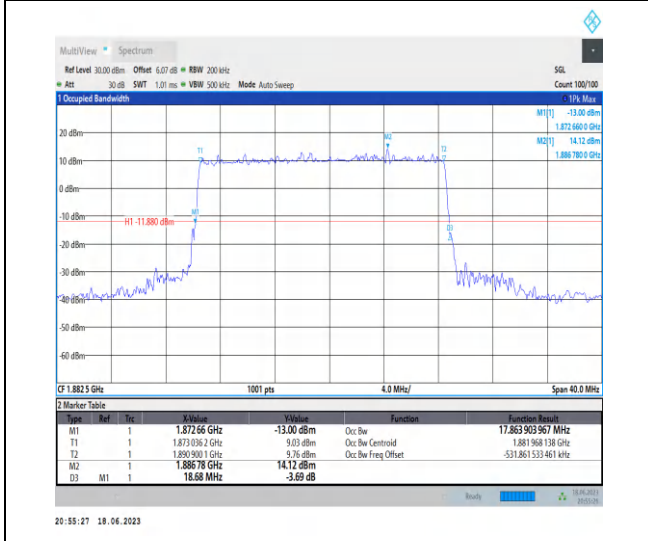 MultiView Spectrum
Ref Level 30.00 dBm Offset 6.07 dB RBW 200 kHz SGL
Att 30 dB SWT 1.01 ms VBW 500 kHz Mode Auto Sweep Count 100/100
1 Occupied Bandwidth 1Pk Max
M1[1] -13.00 dBm
1.872 660 0 GHz
M2[1] 14.12 dBm
1.886 780 0 GHz
20 dBm
M2
T1 T2
10 dBm
0 dBm
-10 dBm
M1
H1 -11.880 dBm
D3
-20 dBm
-30 dBm
-40 dBm
-50 dBm
-60 dBm
CF 1.882 5 GHz 1001 pts 4.0 MHz/ Span 40.0 MHz
2 Marker Table
Type Ref Trc X-Value Y-Value Function Function Result
M1 1 1.872 66 GHz -13.00 dBm Occ Bw 17.863 903 967 MHz
T1 1 1.873 036 2 GHz 9.03 dBm Occ Bw Centroid 1.881 968 138 GHz
T2 1 1.890 900 1 GHz 9.76 dBm Occ Bw Freq Offset -531.861 533 461 kHz
M2 1 1.886 78 GHz 14.12 dBm
D3 M1 1 18.68 MHz -3.69 dB
Ready 18.06.2023
20:55:27 18.06.2023